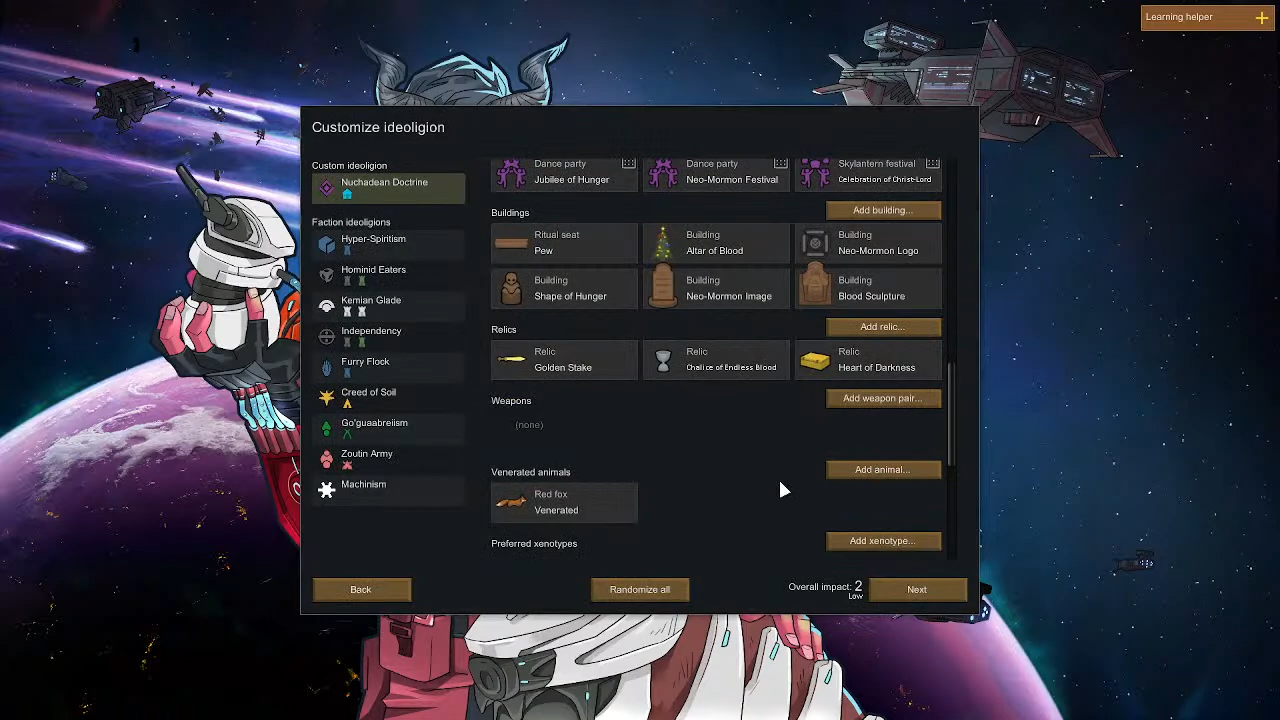 Learning helper
Customize ideoligion
Custom ideoligion
Nuchadean Doctrine
Faction ideoligions
Hyper-Spiritism
Hominid Eaters
Kemian Glade
Independency
Furry Flock
Creed of Soil
Go'guaabreiism
Zoutin Army
Machinism
Dance party
Jubilee of Hunger
Dance party
Neo-Mormon Festival
Skylantern festival
Celebration of Christ-Lord
Buildings
Add building...
Ritual seat
Pew
Building
Altar of Blood
Building
Neo-Mormon Logo
Building
Shape of Hunger
Building
Neo-Mormon Image
Building
Blood Sculpture
Relics
Add relic...
Relic
Golden Stake
Relic
Chalice of Endless Blood
Relic
Heart of Darkness
Weapons
Add weapon pair...
(none)
Venerated animals
Add animal...
Red fox
Venerated
Preferred xenotypes
Add xenotype...
Back
Randomize all
Overall impact: 2
Low
Next